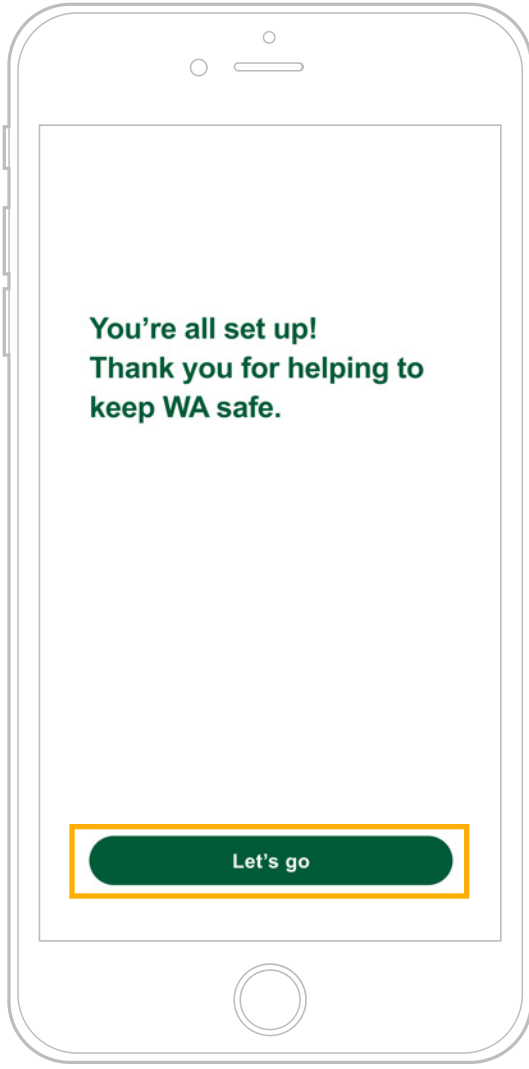 You’re all set up!
Thank you for helping to
keep WA safe.
Let’s go